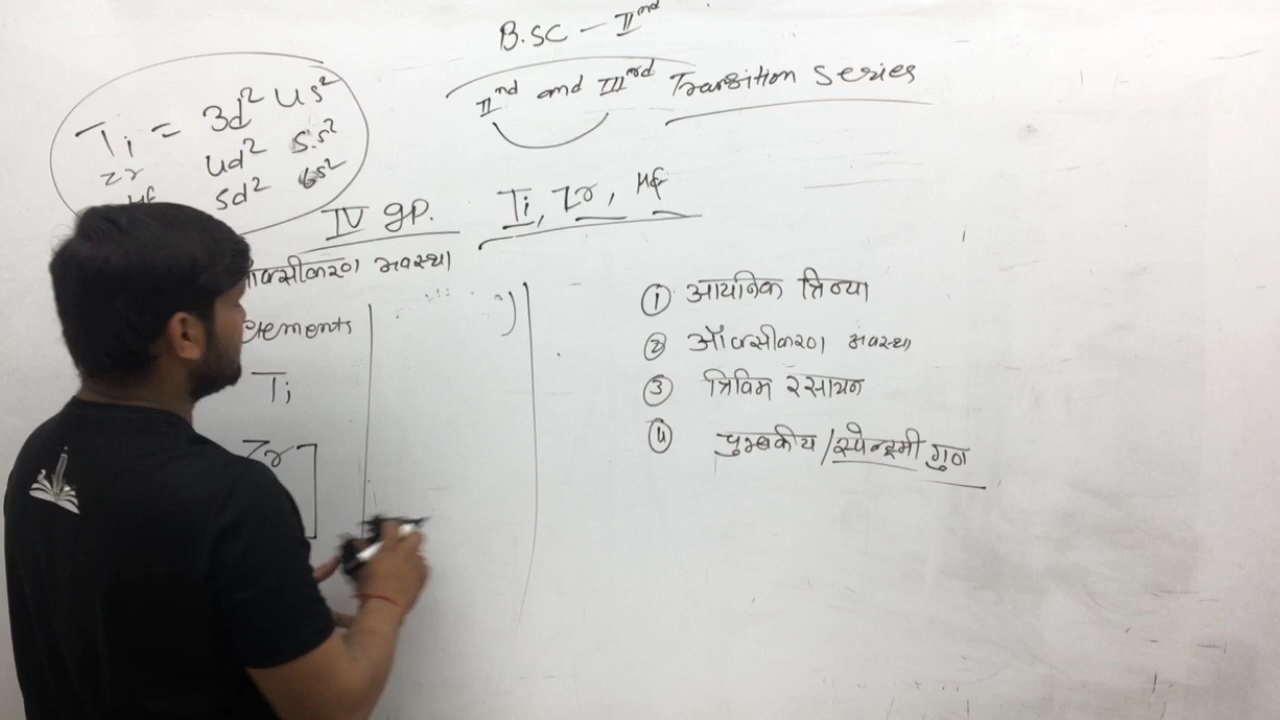 B.SC – IInd
IInd and IIIrd Transition Series
Ti = 3d² 4s²
Zr 4d² 5s²
Hf 5d² 6s²
IV gp. Ti, Zr, Hf
ऑक्सीकरण अवस्था
elements
Ti
Zr
① आयनिक त्रिज्या
② ऑक्सीकरण अवस्था
③ त्रिविम रसायन
④ चुम्बकीय / स्पेक्ट्रमी गुण